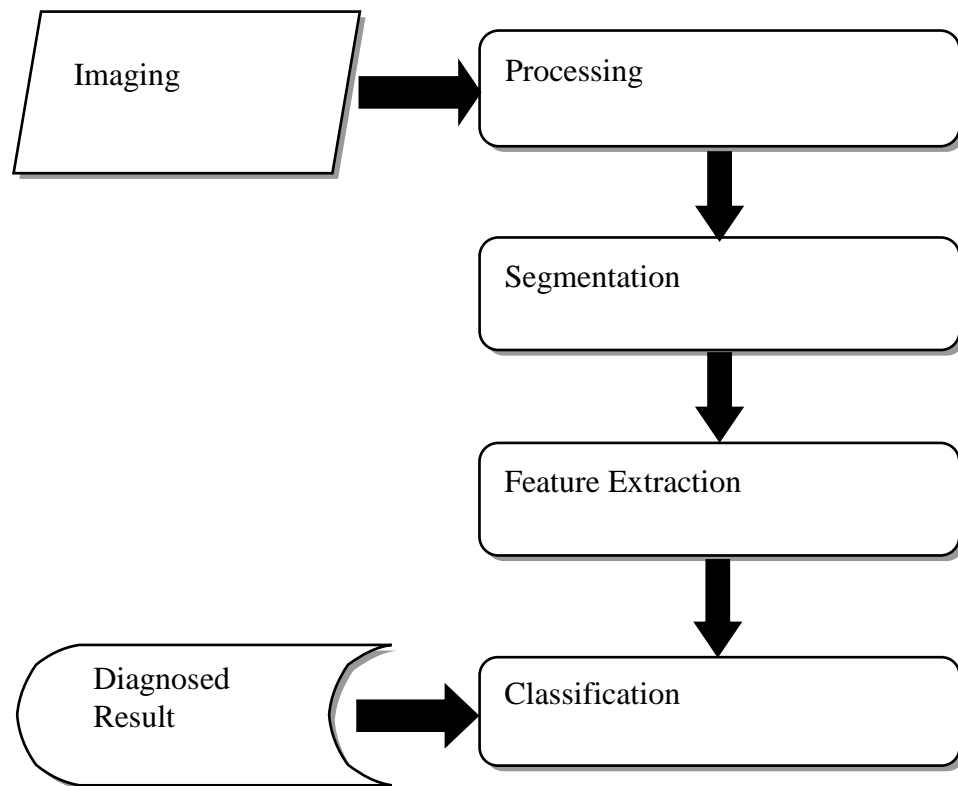 Imaging
Processing
Segmentation
Feature Extraction
Diagnosed
Result
Classification